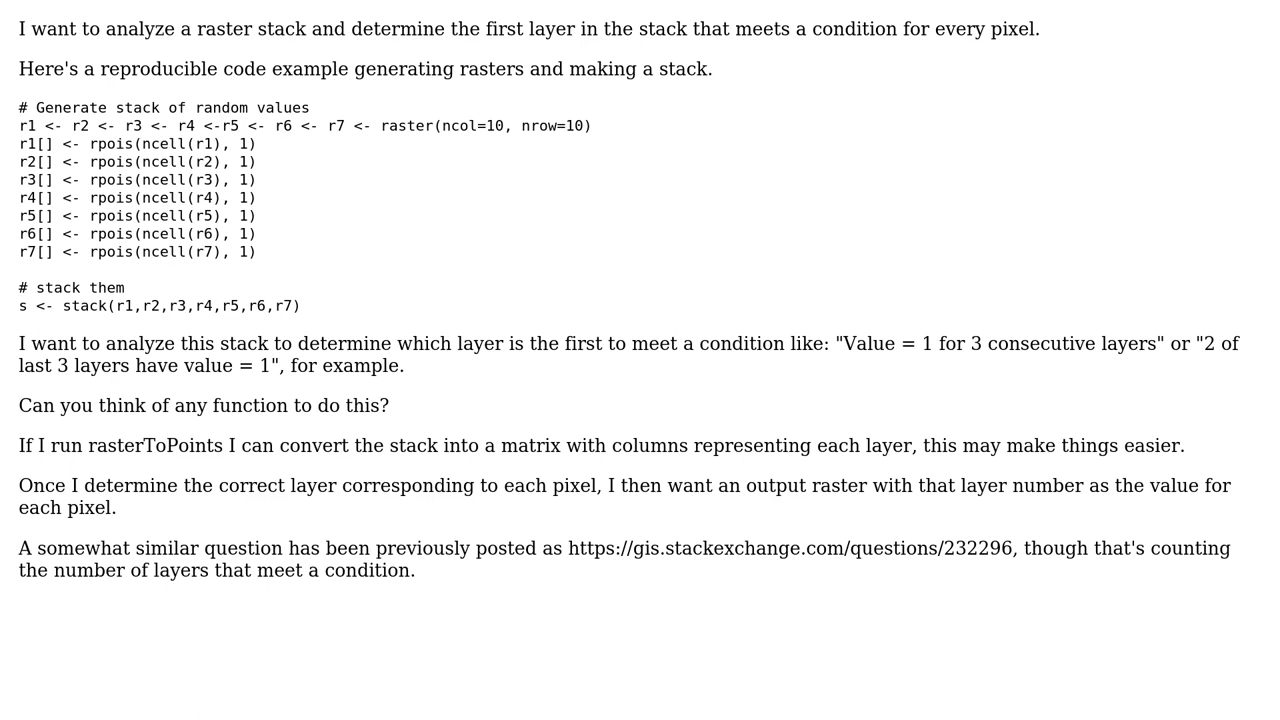 I want to analyze a raster stack and determine the first layer in the stack that meets a condition for every pixel.
Here's a reproducible code example generating rasters and making a stack.
# Generate stack of random values
r1 <- r2 <- r3 <- r4 <-r5 <- r6 <- r7 <- raster(ncol=10, nrow=10)
r1[] <- rpois(ncell(r1), 1)
r2[] <- rpois(ncell(r2), 1)
r3[] <- rpois(ncell(r3), 1)
r4[] <- rpois(ncell(r4), 1)
r5[] <- rpois(ncell(r5), 1)
r6[] <- rpois(ncell(r6), 1)
r7[] <- rpois(ncell(r7), 1)
# stack them
s <- stack(r1,r2,r3,r4,r5,r6,r7)
I want to analyze this stack to determine which layer is the first to meet a condition like: "Value = 1 for 3 consecutive layers" or "2 of
last 3 layers have value = 1", for example.
Can you think of any function to do this?
If I run rasterToPoints I can convert the stack into a matrix with columns representing each layer, this may make things easier.
Once I determine the correct layer corresponding to each pixel, I then want an output raster with that layer number as the value for
each pixel.
A somewhat similar question has been previously posted as https://gis.stackexchange.com/questions/232296, though that's counting
the number of layers that meet a condition.